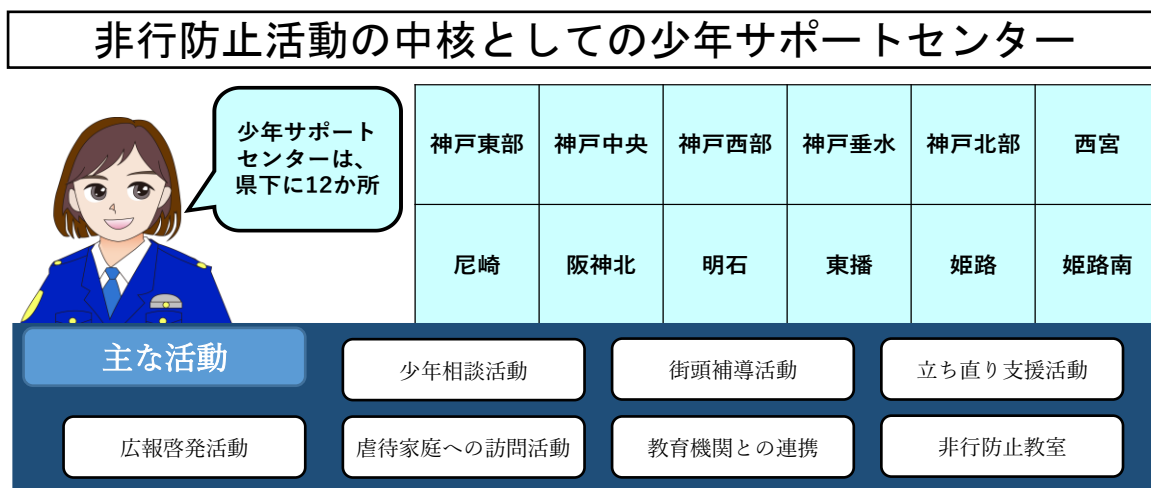 非行防止活動の中核としての少年サポートセンター
少年サポート
センターは、
県下に12か所
神戸東部 神戸中央 神戸西部 神戸垂水 神戸北部 西宮
尼崎 阪神北 明石 東播 姫路 姫路南
主な活動
少年相談活動 街頭補導活動 立ち直り支援活動
広報啓発活動 虐待家庭への訪問活動 教育機関との連携 非行防止教室